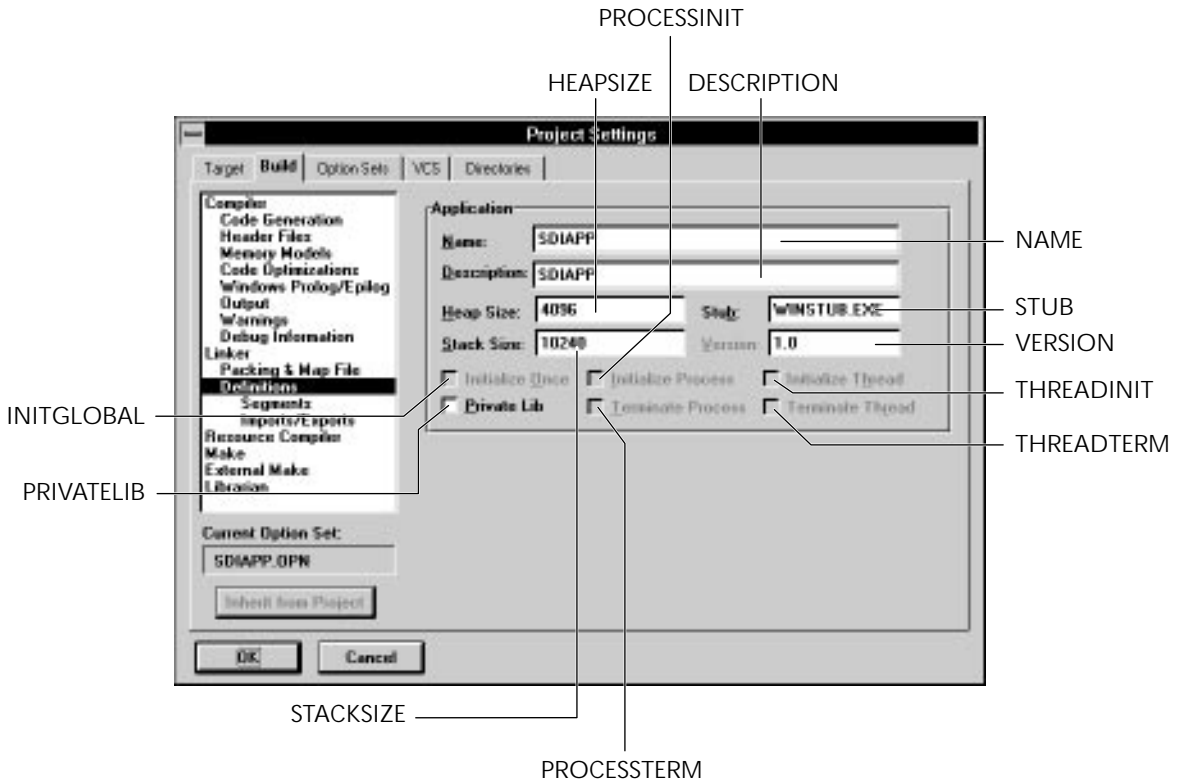 PROCESSINIT
HEAPSIZE
DESCRIPTION
Project Settings
Target
Build
Option Sets
VCS
Directories
Compiler
Code Generation
Header Files
Memory Models
Code Optimizations
Windows Prolog/Epilog
Output
Warnings
Debug Information
Linker
Packing & Map File
Definitions
Segments
Imports/Exports
Resource Compiler
Make
External Make
Librarian
Application
Name: SDIAPP
Description: SDIAPP
Heap Size: 4096
Stub: WINSTUB.EXE
Stack Size: 10240
Version: 1.0
Initialize Once
Initialize Process
Initialize Thread
Private Lib
Terminate Process
Terminate Thread
NAME
STUB
VERSION
THREADINIT
THREADTERM
INITGLOBAL
PRIVATELIB
Current Option Set:
SDIAPP.OPN
Inherit from Project
OK
Cancel
STACKSIZE
PROCESSTERM